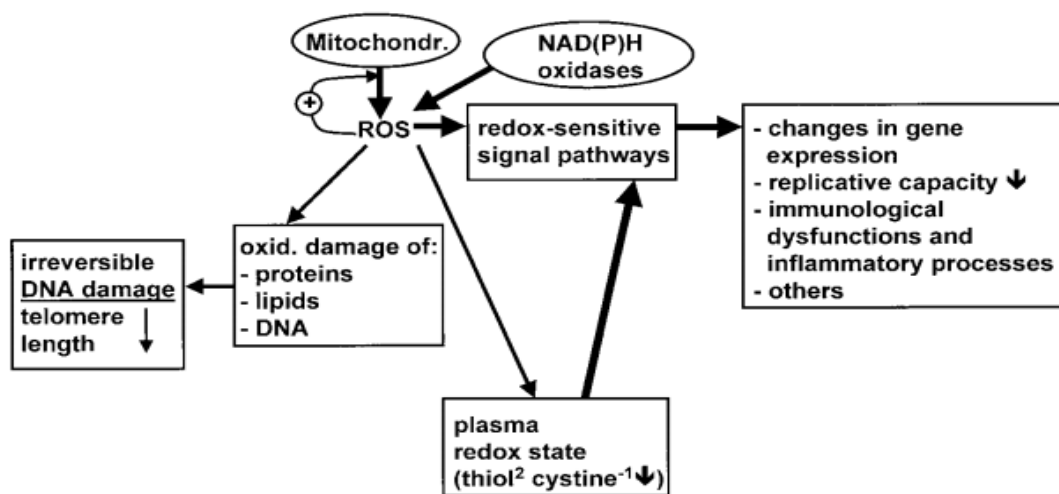 Mitochondr.
NAD(P)H
oxidases
+
ROS
redox-sensitive
signal pathways
- changes in gene
expression
- replicative capacity 🡻
- immunological
dysfunctions and
inflammatory processes
- others
oxid. damage of:
- proteins
- lipids
- DNA
irreversible
DNA damage
telomere
length ↓
plasma
redox state
(thiol² cystine⁻¹🡻)